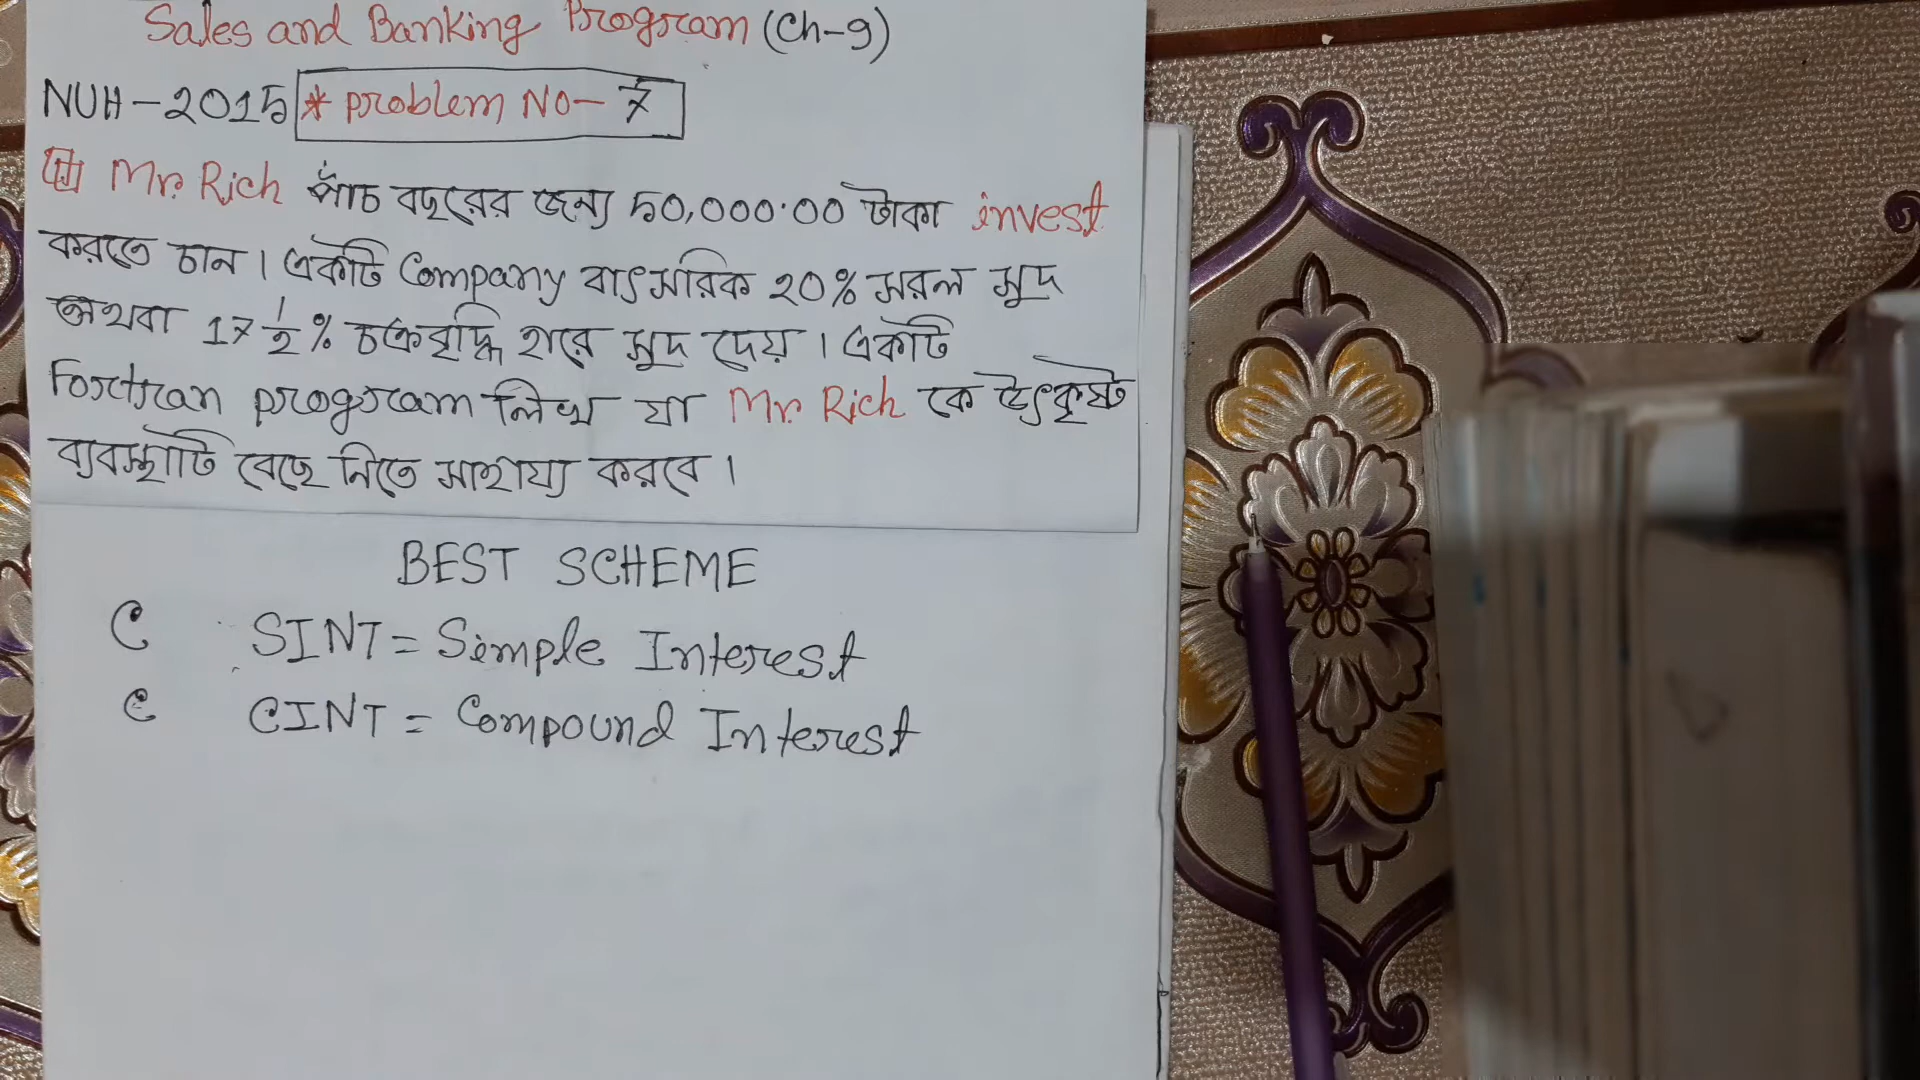 Sales and Banking Program (Ch-9)
NUH-2015 * Problem NO- 7
Mr. Rich পাঁচ বছরের জন্য 50,000.00 টাকা invest
করতে চান। একটি Company বাৎসরিক 20% সরল সুদ
অথবা 17 1/2 % চক্রবৃদ্ধি হারে সুদ দেয়। একটি
Fortran program লিখ যা Mr. Rich কে উৎকৃষ্ট
ব্যবস্থাটি বেছে নিতে সাহায্য করবে।
BEST SCHEME
C SINT = Simple Interest
C CINT = Compound Interest